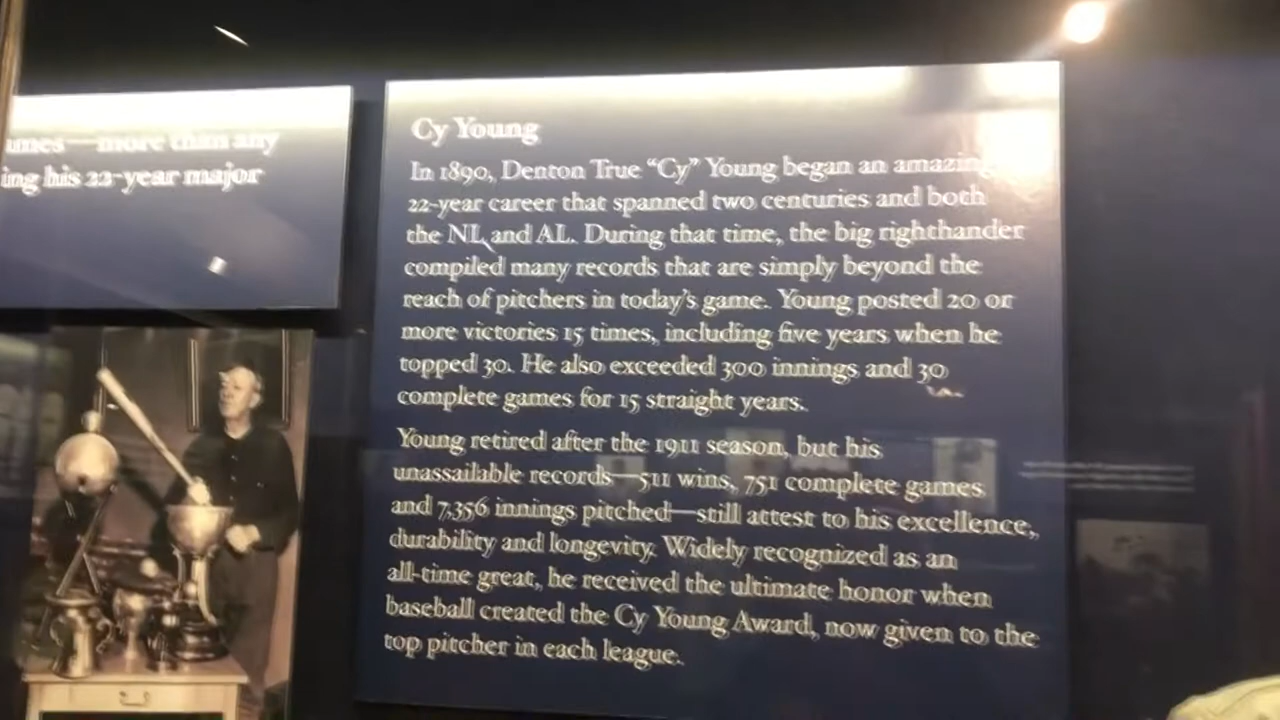 umes—more than any
ing his 22-year major
Cy Young
In 1890, Denton True “Cy” Young began an amazing
22-year career that spanned two centuries and both
the NL and AL. During that time, the big righthander
compiled many records that are simply beyond the
reach of pitchers in today’s game. Young posted 20 or
more victories 15 times, including five years when he
topped 30. He also exceeded 300 innings and 30
complete games for 15 straight years.
Young retired after the 1911 season, but his
unassailable records—511 wins, 751 complete games
and 7,356 innings pitched—still attest to his excellence,
durability and longevity. Widely recognized as an
all-time great, he received the ultimate honor when
baseball created the Cy Young Award, now given to the
top pitcher in each league.